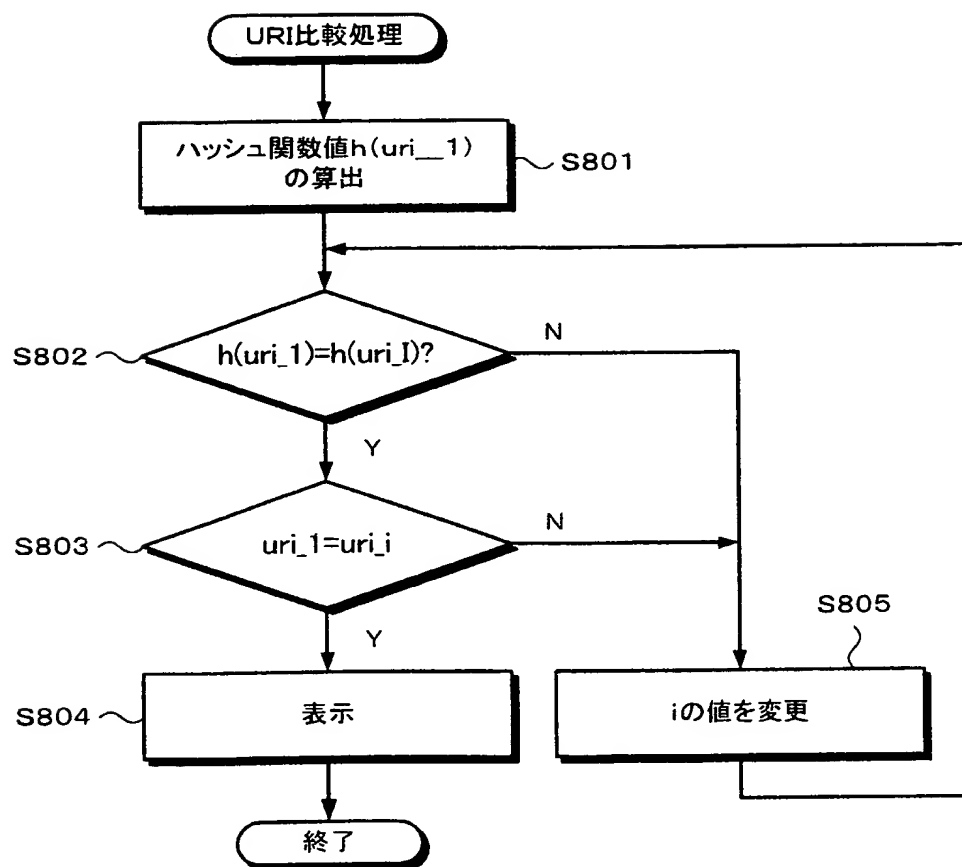 URI比較処理
ハッシュ関数値h(uri__1)
の算出
S801
S802
h(uri_1)=h(uri_I)?
N
Y
S803
uri_1=uri_i
N
Y
S805
S804
表示
iの値を変更
終了